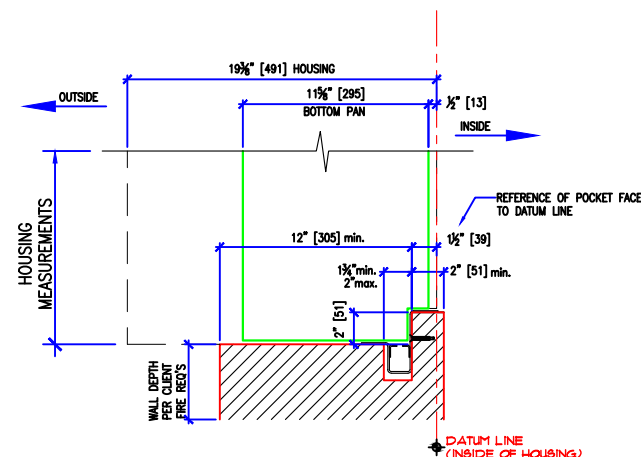 19⅜" [491] HOUSING
OUTSIDE
11⅝" [295]
BOTTOM PAN
½" [13]
INSIDE
REFERENCE OF POCKET FACE
TO DATUM LINE
HOUSING
MEASUREMENTS
12" [305] min.
1½" [39]
1¾" min.
2" max.
2" [51] min.
2" [51]
WALL DEPTH
PER CLIENT
FIRE REQ'S
DATUM LINE
(INSIDE OF HOUSING)